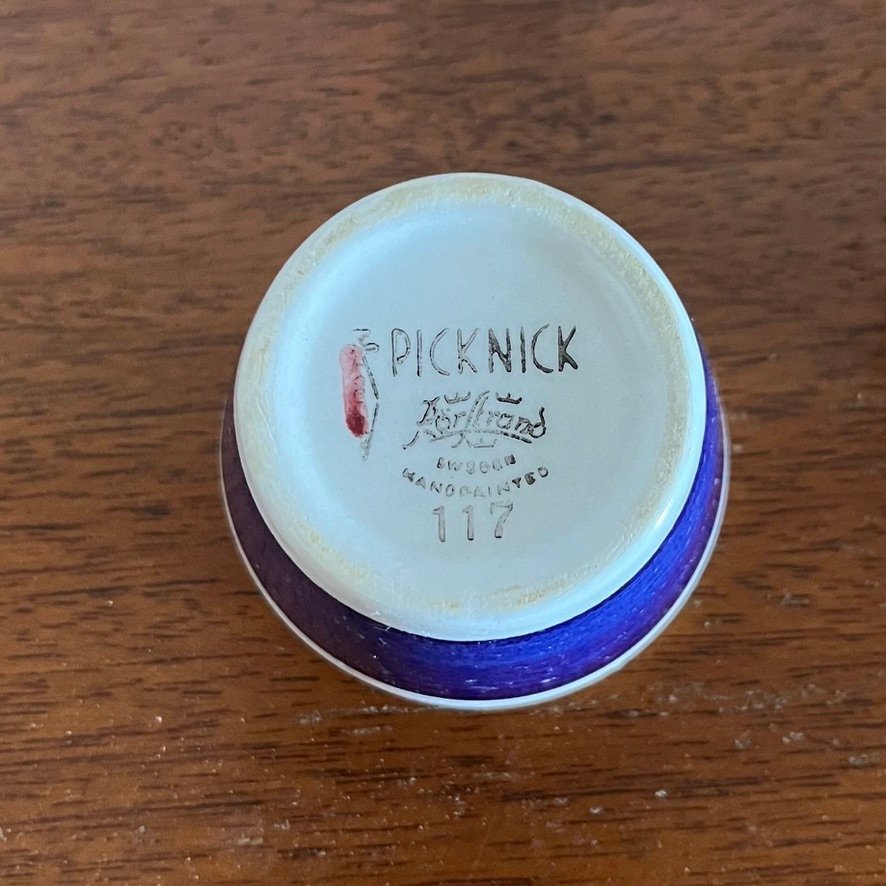 PICKNICK
Rörstrand
SWEDEN
HANDPAINTED
117